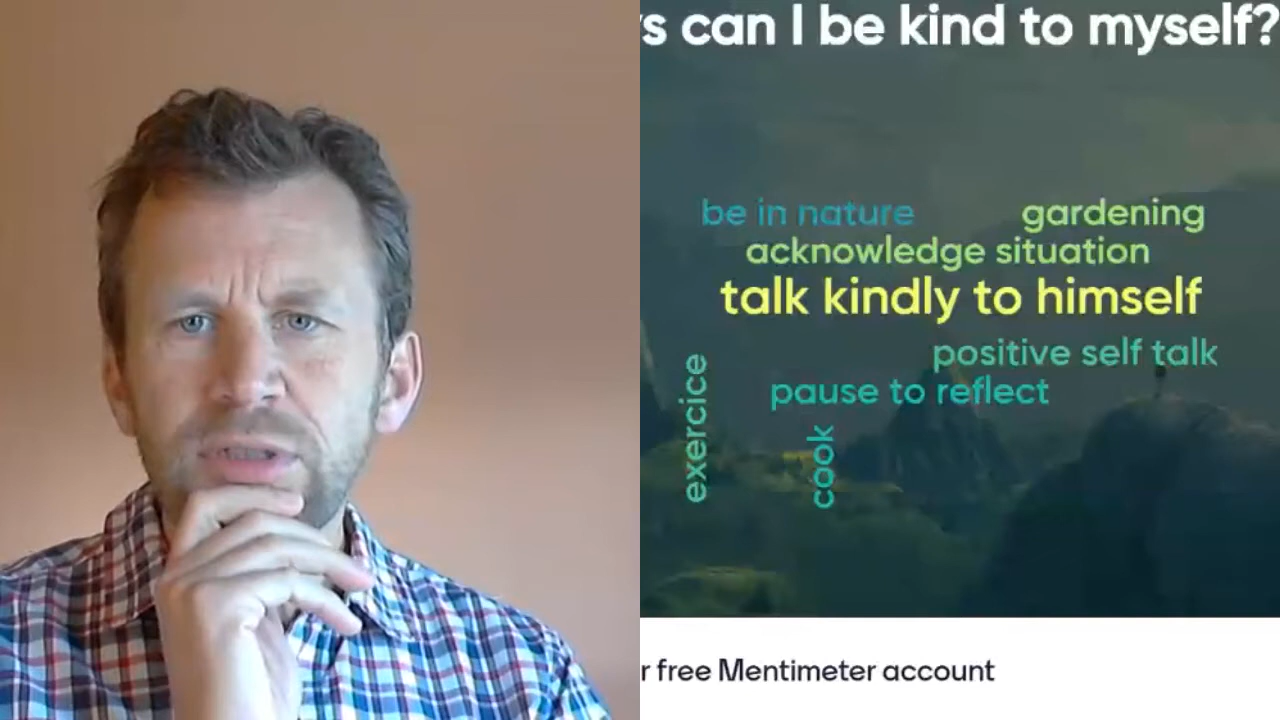 s can I be kind to myself?
be in nature
gardening
acknowledge situation
talk kindly to himself
positive self talk
pause to reflect
exercice
cook
r free Mentimeter account